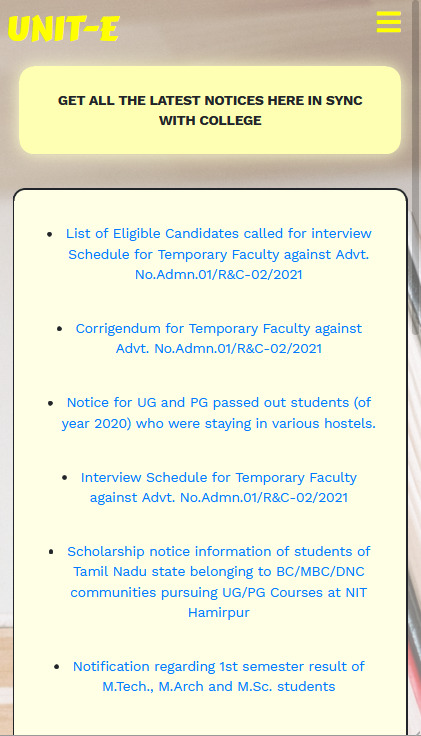 UNIT-E
GET ALL THE LATEST NOTICES HERE IN SYNC
WITH COLLEGE
• List of Eligible Candidates called for interview
Schedule for Temporary Faculty against Advt.
No.Admn.01/R&C-02/2021
• Corrigendum for Temporary Faculty against
Advt. No.Admn.01/R&C-02/2021
• Notice for UG and PG passed out students (of
year 2020) who were staying in various hostels.
• Interview Schedule for Temporary Faculty
against Advt. No.Admn.01/R&C-02/2021
• Scholarship notice information of students of
Tamil Nadu state belonging to BC/MBC/DNC
communities pursuing UG/PG Courses at NIT
Hamirpur
• Notification regarding 1st semester result of
M.Tech., M.Arch and M.Sc. students